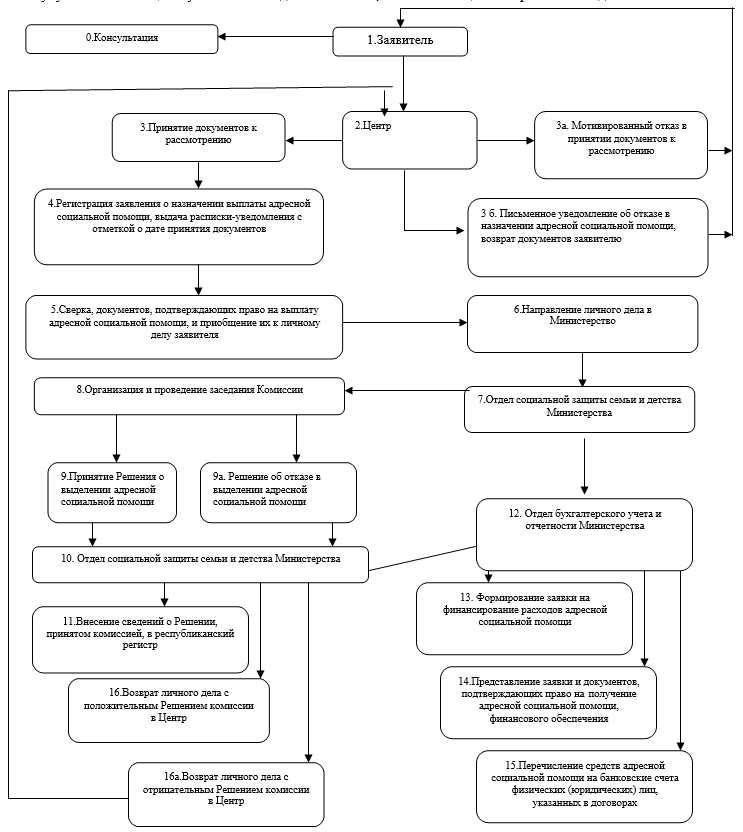 0.Консультация
1.Заявитель
2.Центр
3.Принятие документов к
рассмотрению
3а. Мотивированный отказ в
принятии документов к
рассмотрению
4.Регистрация заявления о назначении выплаты адресной
социальной помощи, выдача расписки-уведомления с
отметкой о дате принятия документов
3 б. Письменное уведомление об отказе в
назначении адресной социальной помощи,
возврат документов заявителю
5.Сверка, документов, подтверждающих право на выплату
адресной социальной помощи, и приобщение их к личному
делу заявителя
6.Направление личного дела в
Министерство
8.Организация и проведение заседания Комиссии
7.Отдел социальной защиты семьи и детства
Министерства
9.Принятие Решения о
выделении адресной
социальной помощи
9а. Решение об отказе в
выделении адресной
социальной помощи
12. Отдел бухгалтерского учета и
отчетности Министерства
10. Отдел социальной защиты семьи и детства Министерства
13. Формирование заявки на
финансирование расходов адресной
социальной помощи
11.Внесение сведений о Решении,
принятом комиссией, в республиканский
регистр
14.Представление заявки и документов,
подтверждающих право на получение
адресной социальной помощи,
финансового обеспечения
16.Возврат личного дела с
положительным Решением комиссии
в Центр
15.Перечисление средств адресной
социальной помощи на банковские счета
физических (юридических) лиц,
указанных в договорах
16а.Возврат личного дела с
отрицательным Решением комиссии
в Центр